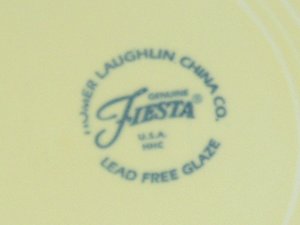 HOMER LAUGHLIN CHINA CO.
GENUINE
FIESTA®
U.S.A.
HHC
LEAD FREE GLAZE